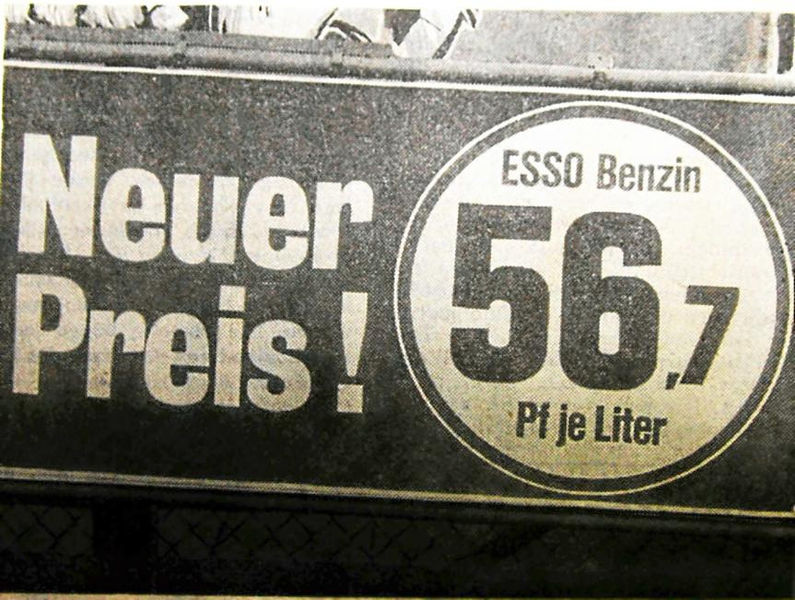 Neuer
Preis!
ESSO Benzin
56,7
Pf je Liter